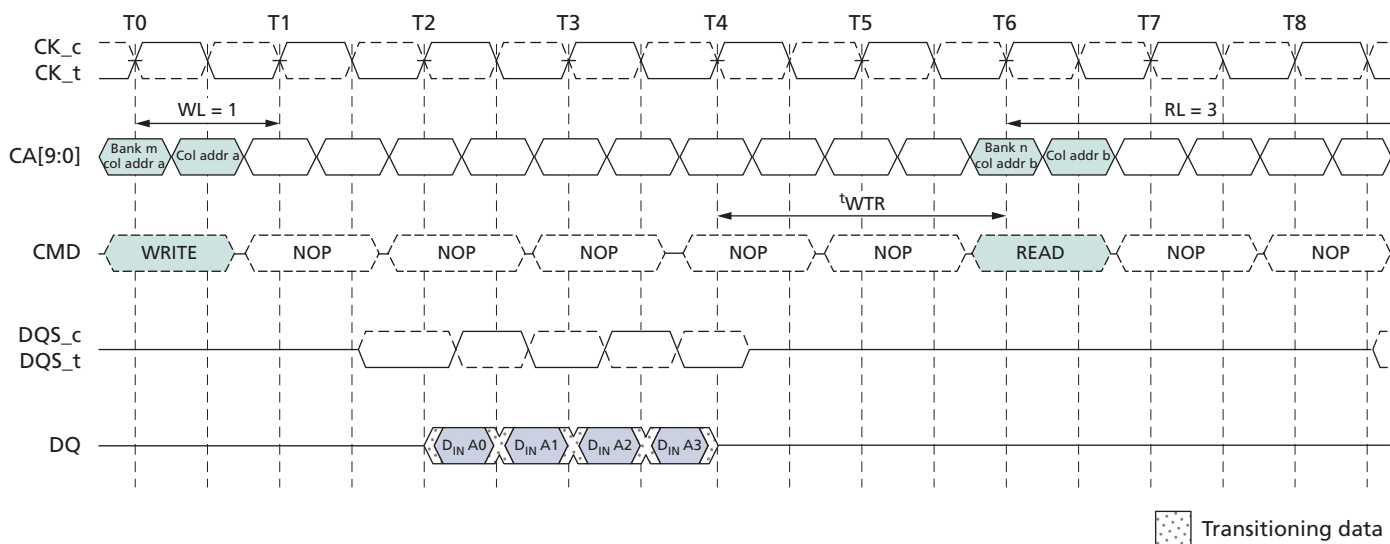 T0 T1 T2 T3 T4 T5 T6 T7 T8
CK_c
CK_t
WL = 1 RL = 3
CA[9:0] Bank m col addr a Col addr a Bank n col addr b Col addr b
tWTR
CMD WRITE NOP NOP NOP NOP NOP READ NOP NOP
DQS_c
DQS_t
DQ DIN A0 DIN A1 DIN A2 DIN A3
Transitioning data